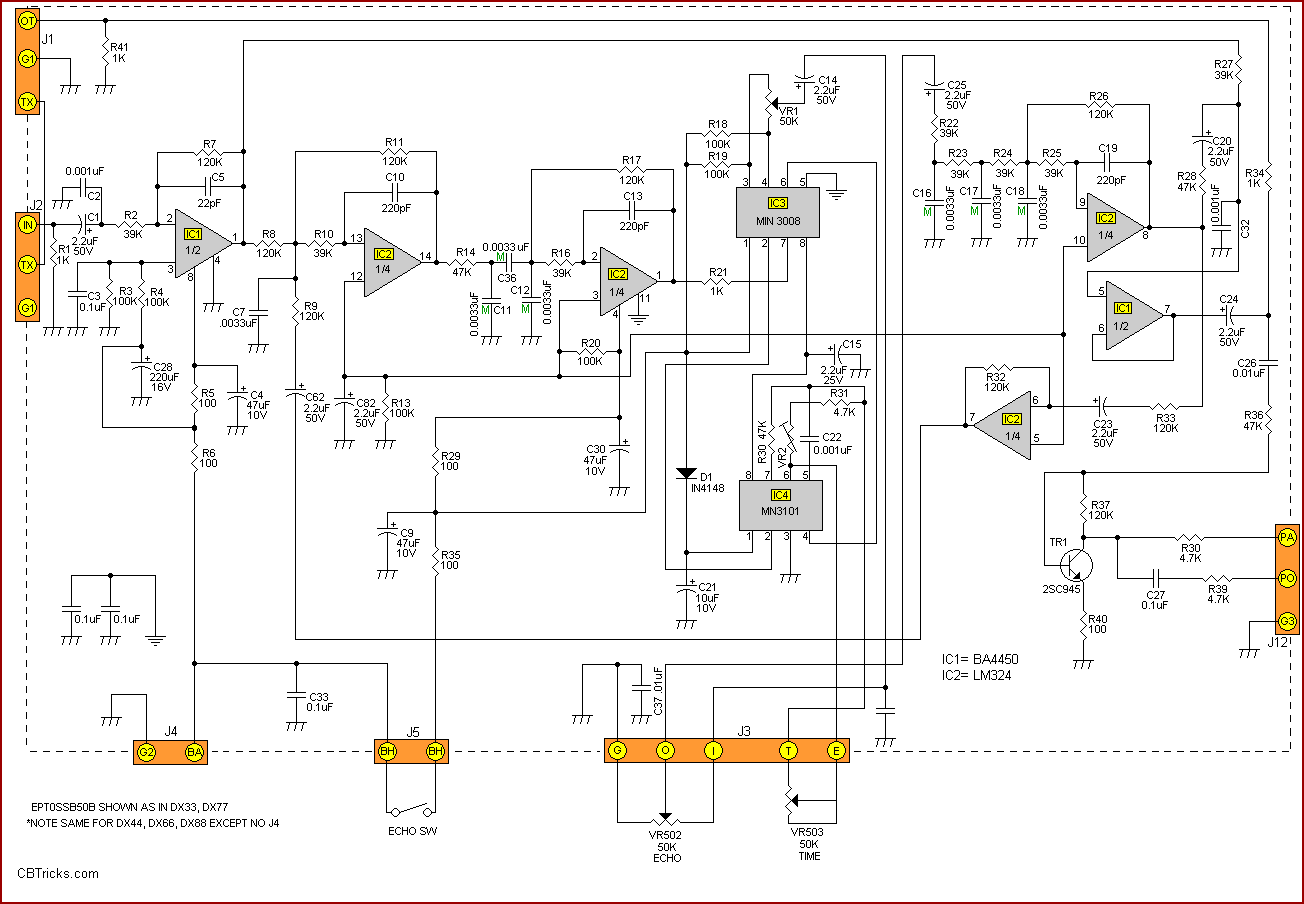 OT
J1
G1
TX
R41
1K
J2
IN
TX
G1
0.001uF
C2
C1
2.2uF
50V
R1
1K
R2
39K
R7
120K
C5
22pF
IC1
1/2
2
3
1
8
4
C3
0.1uF
R3
100K
R4
100K
C28
220uF
16V
R5
100
C4
47uF
10V
R6
100
R8
120K
C7
.0033uF
R9
120K
C62
2.2uF
50V
R10
39K
R11
120K
C10
220pF
13
12
14
IC2
1/4
C82
2.2uF
50V
R13
100K
R14
47K
0.0033 uF
M
C36
0.0033uF
M
C11
C12
M
0.0033uF
R16
39K
R17
120K
C13
220pF
2
3
1
11
4
IC2
1/4
R20
100K
R21
1K
R18
100K
R19
100K
VR1
50K
C14
2.2uF
50V
3
4
6
5
IC3
MIN 3008
1
2
7
8
C15
2.2uF
25V
R31
4.7K
R30 47K
VR2
C22
0.001uF
8
7
6
5
IC4
MN3101
1
2
3
4
D1
IN4148
C21
10uF
10V
R29
100
C30
47uF
10V
C9
47uF
10V
R35
100
C25
2.2uF
50V
R22
39K
R23
39K
R24
39K
R25
39K
R26
120K
C19
220pF
C16
M
0.0033uF
C17
M
0.0033uF
C18
M
0.0033uF
9
10
8
IC2
1/4
R27
39K
C20
2.2uF
50V
R28
47K
0.001uF
C32
R34
1K
5
6
7
IC1
1/2
C24
2.2uF
50V
C26
0.01uF
R36
47K
R32
120K
7
6
5
IC2
1/4
C23
2.2uF
50V
R33
120K
R37
120K
TR1
2SC945
R40
100
R30
4.7K
C27
0.1uF
R39
4.7K
PA
PO
G3
J12
0.1uF
0.1uF
C33
0.1uF
J4
G2
BA
J5
BH
BH
ECHO SW
C37 .01uF
J3
G
O
I
T
E
VR502
50K
ECHO
VR503
50K
TIME
IC1= BA4450
IC2= LM324
EPT0SSB50B SHOWN AS IN DX33, DX77
*NOTE SAME FOR DX44, DX66, DX88 EXCEPT NO J4
CBTricks.com